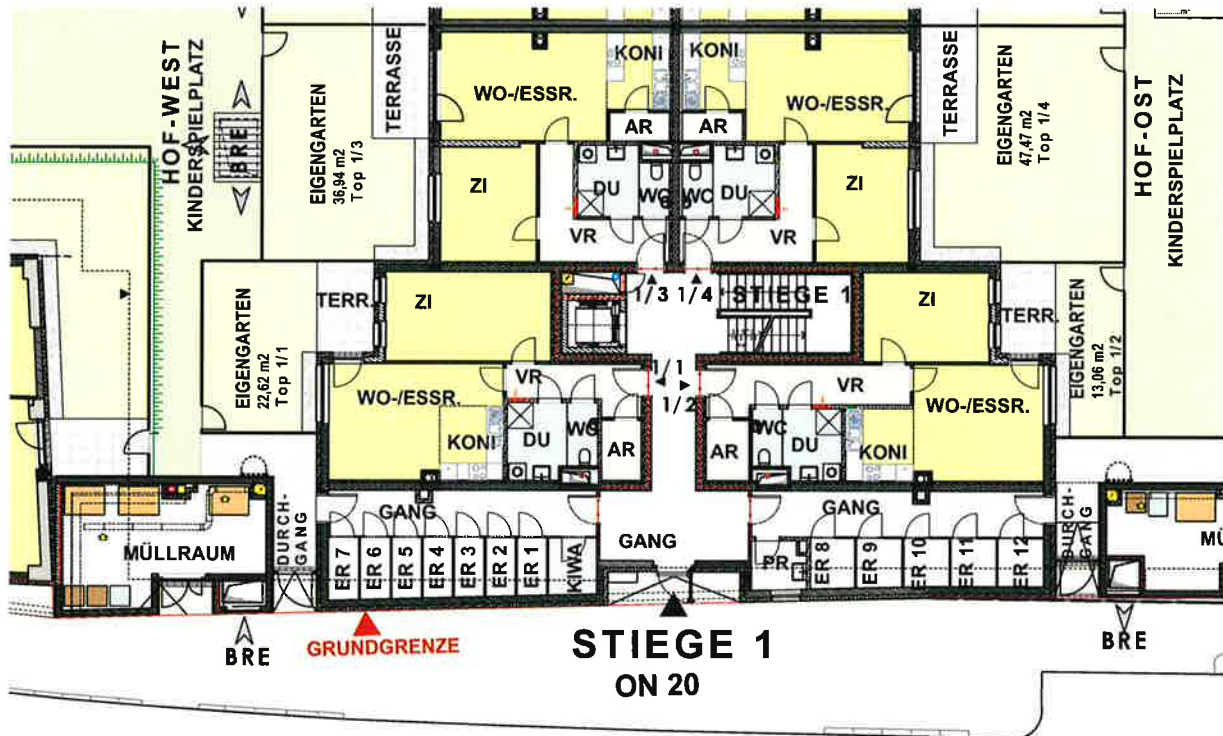 m²
HOF-WEST
KINDERSPIELPLATZ
BRE
EIGENGARTEN
36,94 m2
Top 1/3
TERRASSE
WO-/ESSR.
KONI
KONI
WO-/ESSR.
TERRASSE
EIGENGARTEN
47,47 m2
Top 1/4
HOF-OST
KINDERSPIELPLATZ
AR
AR
ZI
DU
WC
WC
DU
ZI
VR
VR
EIGENGARTEN
22,62 m2
Top 1/1
TERR.
ZI
1/3
1/4
STIEGE 1
ZI
TERR.
EIGENGARTEN
13,06 m2
Top 1/2
1/1
1/2
WO-/ESSR.
VR
KONI
DU
WC
AR
AR
WC
DU
VR
KONI
WO-/ESSR.
MÜLLRAUM
DURCH-
GANG
GANG
GANG
GANG
DURCH-
GANG
MÜ
ER 7
ER 6
ER 5
ER 4
ER 3
ER 2
ER 1
KIWA
PR
ER 8
ER 9
ER 10
ER 11
ER 12
BRE
GRUNDGRENZE
STIEGE 1
ON 20
BRE